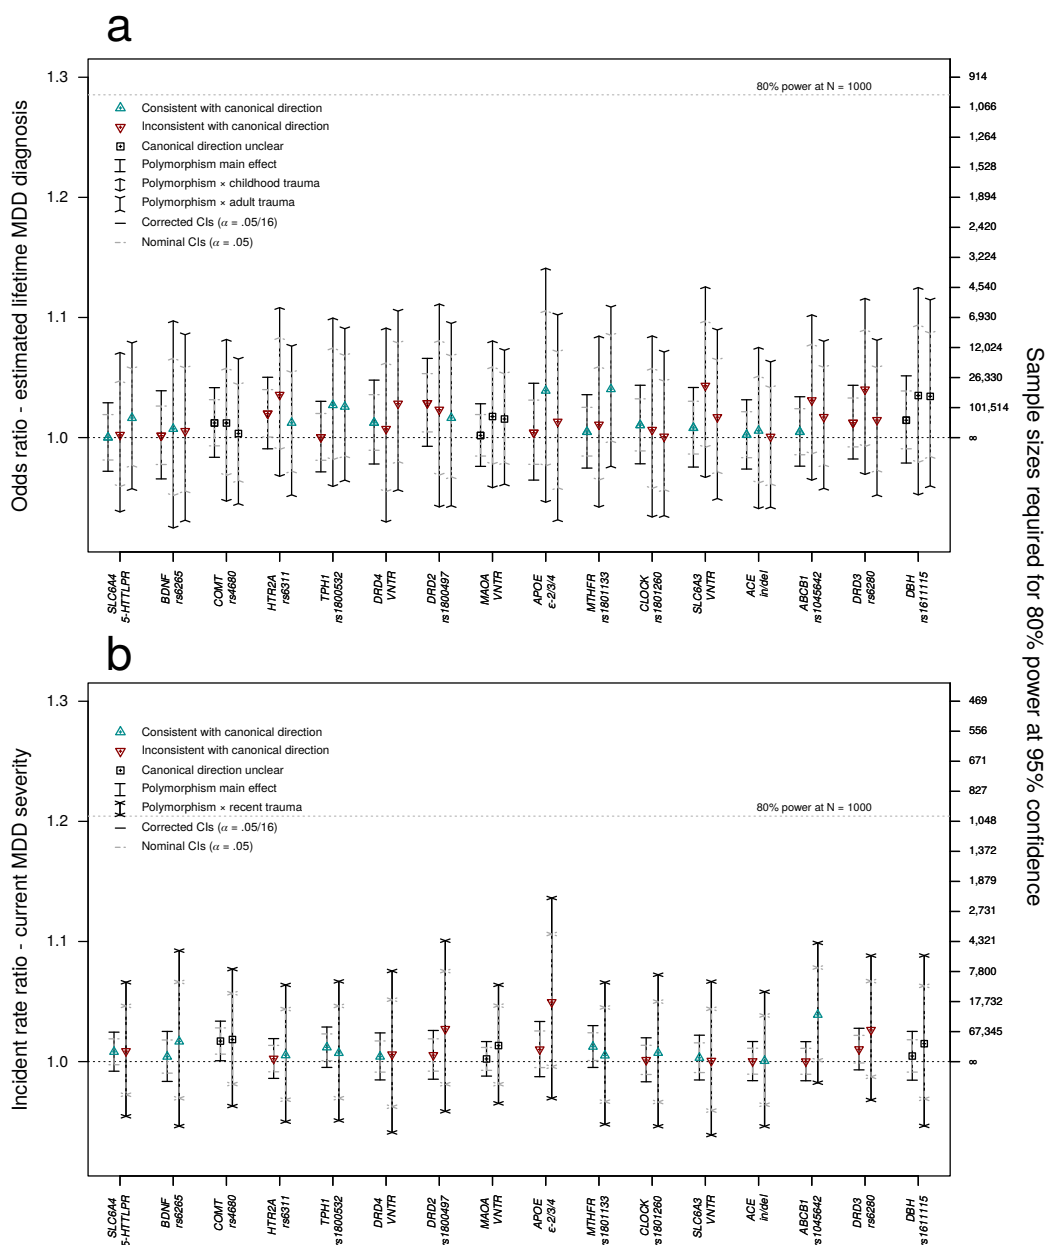 a
Odds ratio - estimated lifetime MDD diagnosis
1.3
1.2
1.1
1.0
80% power at N = 1000
Consistent with canonical direction
Inconsistent with canonical direction
Canonical direction unclear
Polymorphism main effect
Polymorphism × childhood trauma
Polymorphism × adult trauma
Corrected CIs (α = .05/16)
Nominal CIs (α = .05)
914
1,066
1,264
1,528
1,894
2,420
3,224
4,540
6,930
12,024
26,330
101,514
∞
SLC6A4
5-HTTLPR
BDNF
rs6265
COMT
rs4680
HTR2A
rs6311
TPH1
rs1800532
DRD4
VNTR
DRD2
rs1800497
MAOA
VNTR
APOE
ε-2/3/4
MTHFR
rs1801133
CLOCK
rs1801260
SLC6A3
VNTR
ACE
in/del
ABCB1
rs1045642
DRD3
rs6280
DBH
rs1611115
Sample sizes required for 80% power at 95% confidence
b
Incident rate ratio - current MDD severity
1.3
1.2
1.1
1.0
Consistent with canonical direction
Inconsistent with canonical direction
Canonical direction unclear
Polymorphism main effect
Polymorphism × recent trauma
Corrected CIs (α = .05/16)
Nominal CIs (α = .05)
80% power at N = 1000
469
556
671
827
1,048
1,372
1,879
2,731
4,321
7,800
17,732
67,345
∞
SLC6A4
5-HTTLPR
BDNF
rs6265
COMT
rs4680
HTR2A
rs6311
TPH1
rs1800532
DRD4
VNTR
DRD2
rs1800497
MAOA
VNTR
APOE
ε-2/3/4
MTHFR
rs1801133
CLOCK
rs1801260
SLC6A3
VNTR
ACE
in/del
ABCB1
rs1045642
DRD3
rs6280
DBH
rs1611115